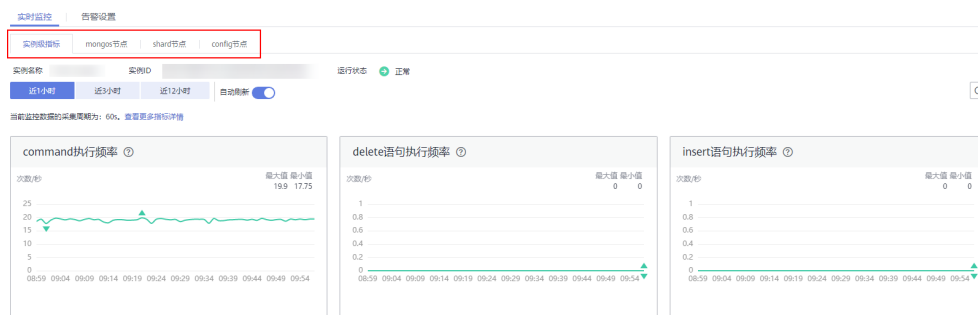 实时监控 告警设置
实例级指标 mongos节点 shard节点 config节点
实例名称 实例ID 运行状态 正常
近1小时 近3小时 近12小时 自动刷新
当前监控数据的采集周期为：60s。查看更多指标详情
command执行频率
次数/秒 最大值 最小值
19.9 17.75
25
20
15
10
5
0
08:59 09:04 09:09 09:14 09:19 09:24 09:29 09:34 09:39 09:44 09:49 09:54
delete语句执行频率
次数/秒 最大值 最小值
0 0
1
0.8
0.6
0.4
0.2
0
08:59 09:04 09:09 09:14 09:19 09:24 09:29 09:34 09:39 09:44 09:49 09:54
insert语句执行频率
次数/秒 最大值 最小值
0 0
1
0.8
0.6
0.4
0.2
0
08:59 09:04 09:09 09:14 09:19 09:24 09:29 09:34 09:39 09:44 09:49 09:54